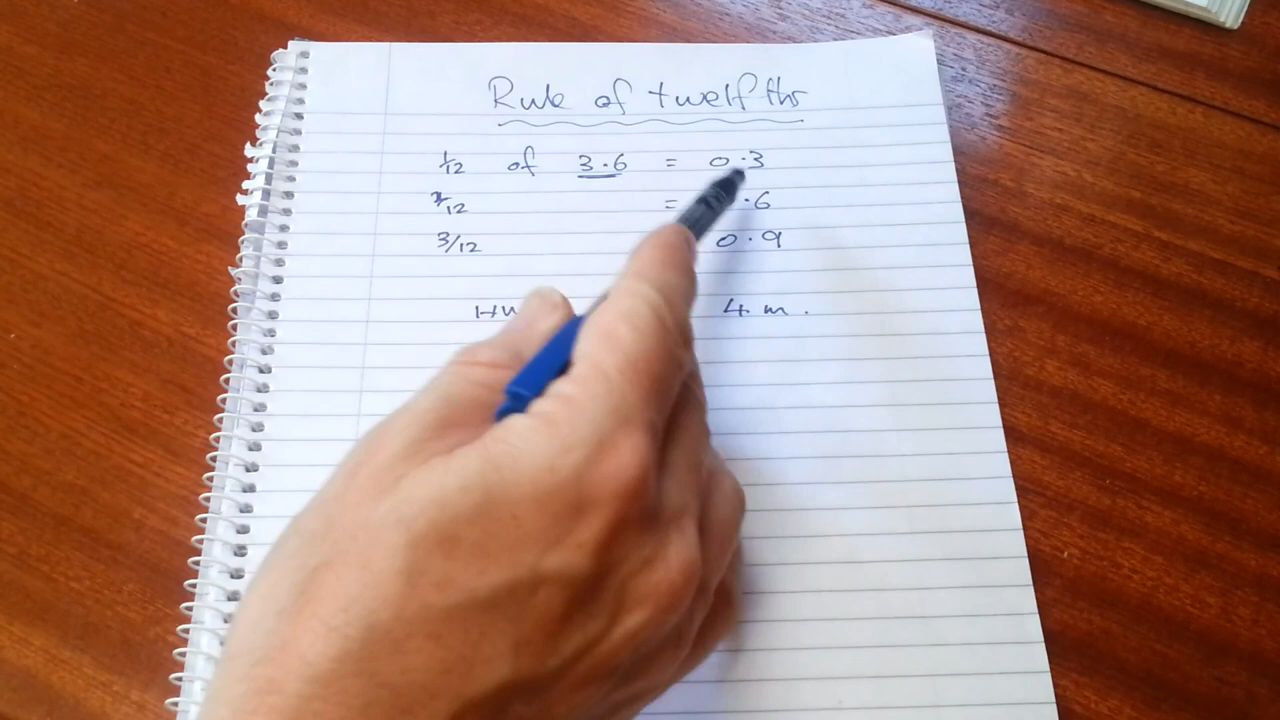 Rule of twelfths
1/12 of 3.6 = 0.3
2/12 = .6
3/12 0.9
HW 4 m.